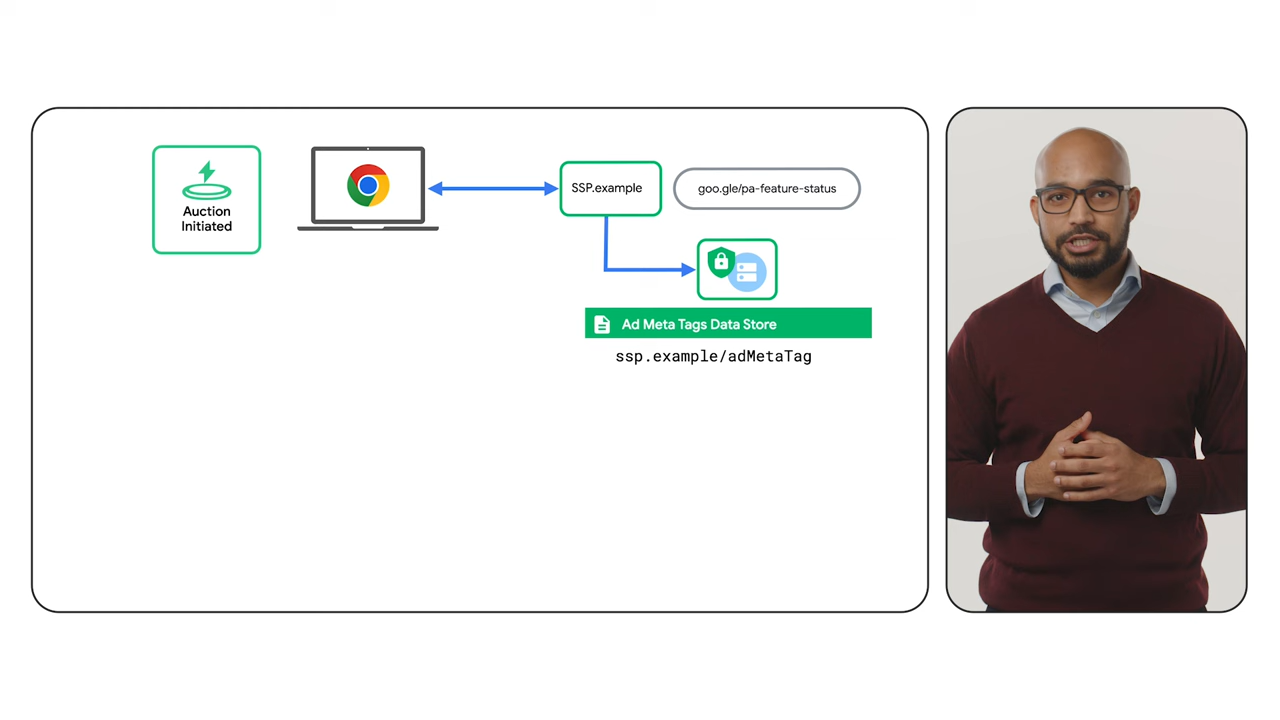 Auction
Initiated
SSP.example
goo.gle/pa-feature-status
Ad Meta Tags Data Store
ssp.example/adMetaTag